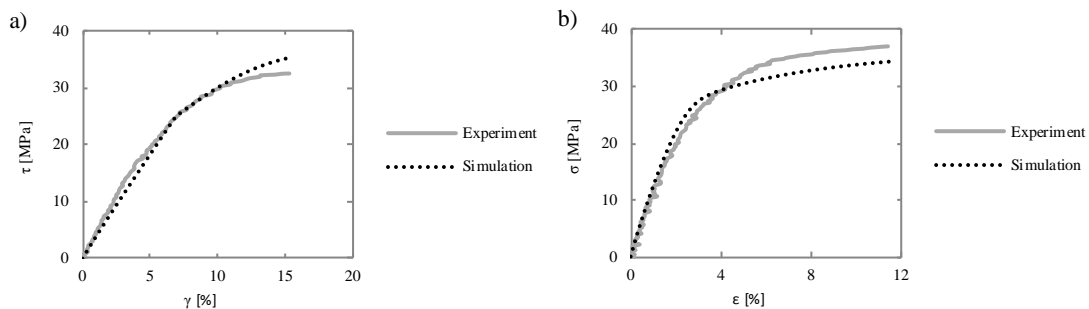 a)
40
30
20
10
0
τ [MPa]
0 5 10 15 20
γ [%]
Experiment
Simulation
b)
40
30
20
10
0
σ [MPa]
0 4 8 12
ε [%]
Experiment
Simulation